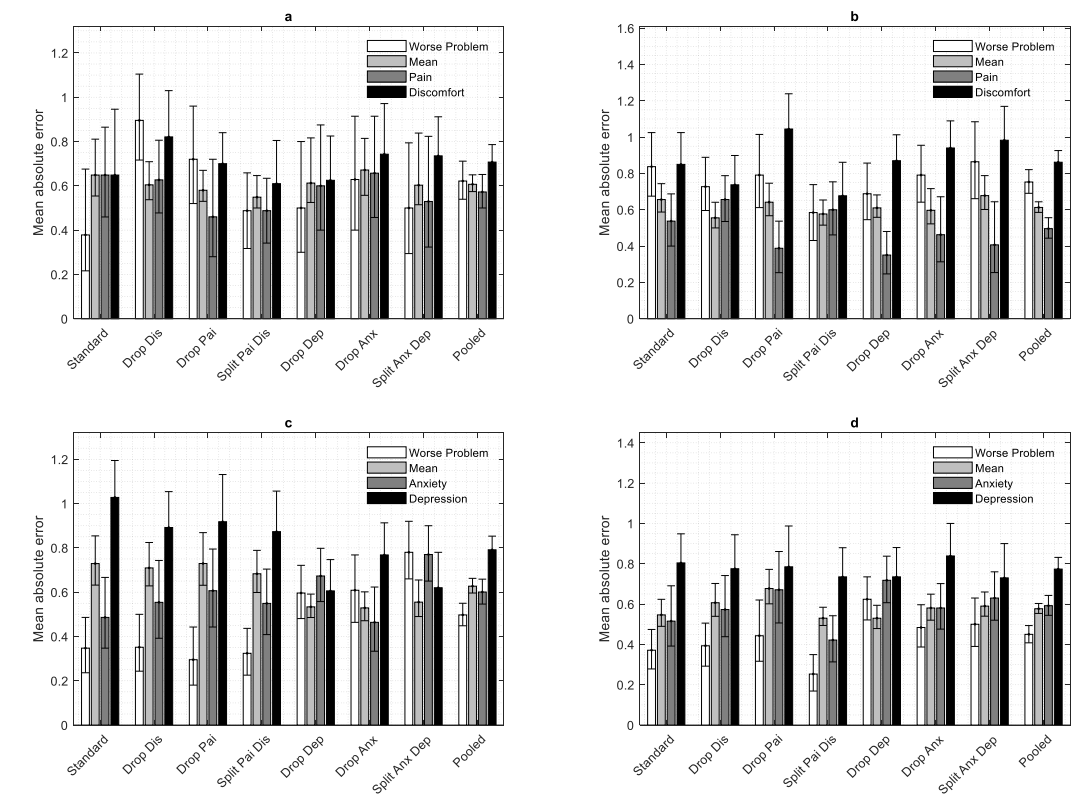 a
Mean absolute error
1.2
1
0.8
0.6
0.4
0.2
0
Worse Problem
Mean
Pain
Discomfort
Standard
Drop Dis
Drop Pai
Split Pai Dis
Drop Dep
Drop Anx
Split Anx Dep
Pooled
b
Mean absolute error
1.6
1.4
1.2
1
0.8
0.6
0.4
0.2
0
Worse Problem
Mean
Pain
Discomfort
Standard
Drop Dis
Drop Pai
Split Pai Dis
Drop Dep
Drop Anx
Split Anx Dep
Pooled
c
Mean absolute error
1.2
1
0.8
0.6
0.4
0.2
0
Worse Problem
Mean
Anxiety
Depression
Standard
Drop Dis
Drop Pai
Split Pai Dis
Drop Dep
Drop Anx
Split Anx Dep
Pooled
d
Mean absolute error
1.4
1.2
1
0.8
0.6
0.4
0.2
0
Worse Problem
Mean
Anxiety
Depression
Standard
Drop Dis
Drop Pai
Split Pai Dis
Drop Dep
Drop Anx
Split Anx Dep
Pooled